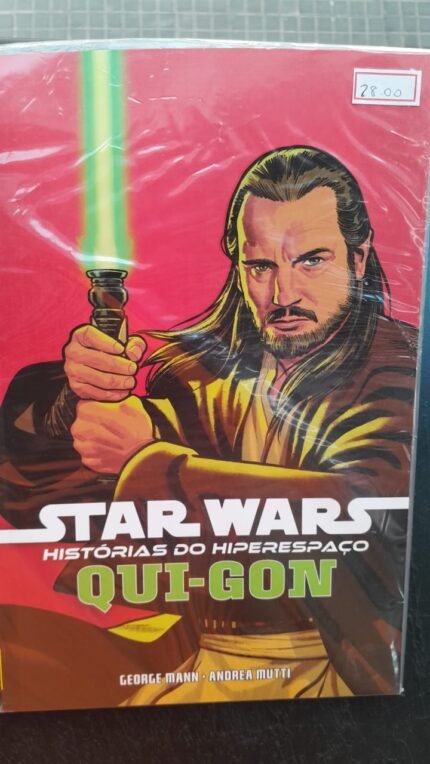 28.00
STAR WARS
HISTÓRIAS DO HIPERESPAÇO
QUI-GON
GEORGE MANN • ANDREA MUTTI